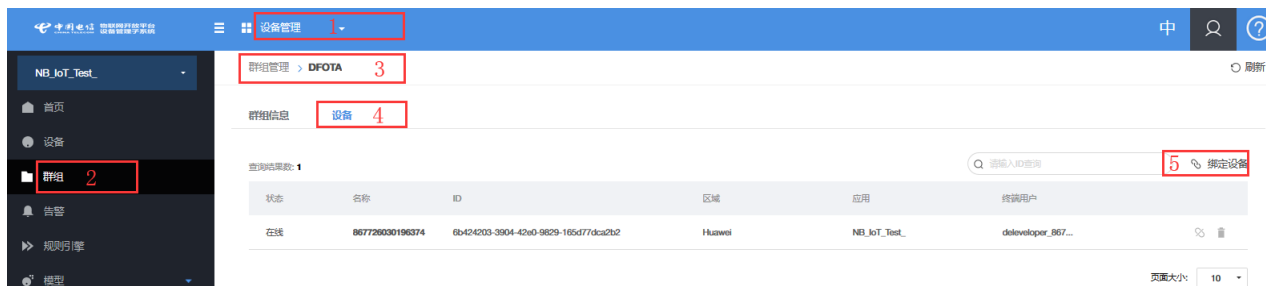 中国电信 物联网开放平台
CHINA TELECOM 设备管理子系统
设备管理 1
中
NB_IoT_Test_
群组管理 > DFOTA 3
刷新
首页
群组信息 设备 4
设备
查询结果数: 1
请输入ID查询
5 绑定设备
群组 2
状态 名称 ID 区域 应用 终端用户
告警
在线 867726030196374 6b424203-3904-42e0-9829-165d77dca2b2 Huawei NB_IoT_Test_ deleveloper_867...
规则引擎
模型
页面大小: 10